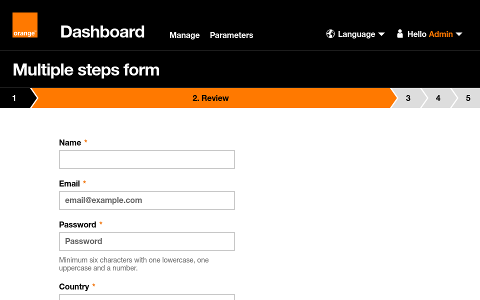 orange™
Dashboard
Manage Parameters
Language
Hello Admin
Multiple steps form
1
2. Review
3
4
5
Name *
Email *
email@example.com
Password *
Password
Minimum six characters with one lowercase, one
uppercase and a number.
Country *